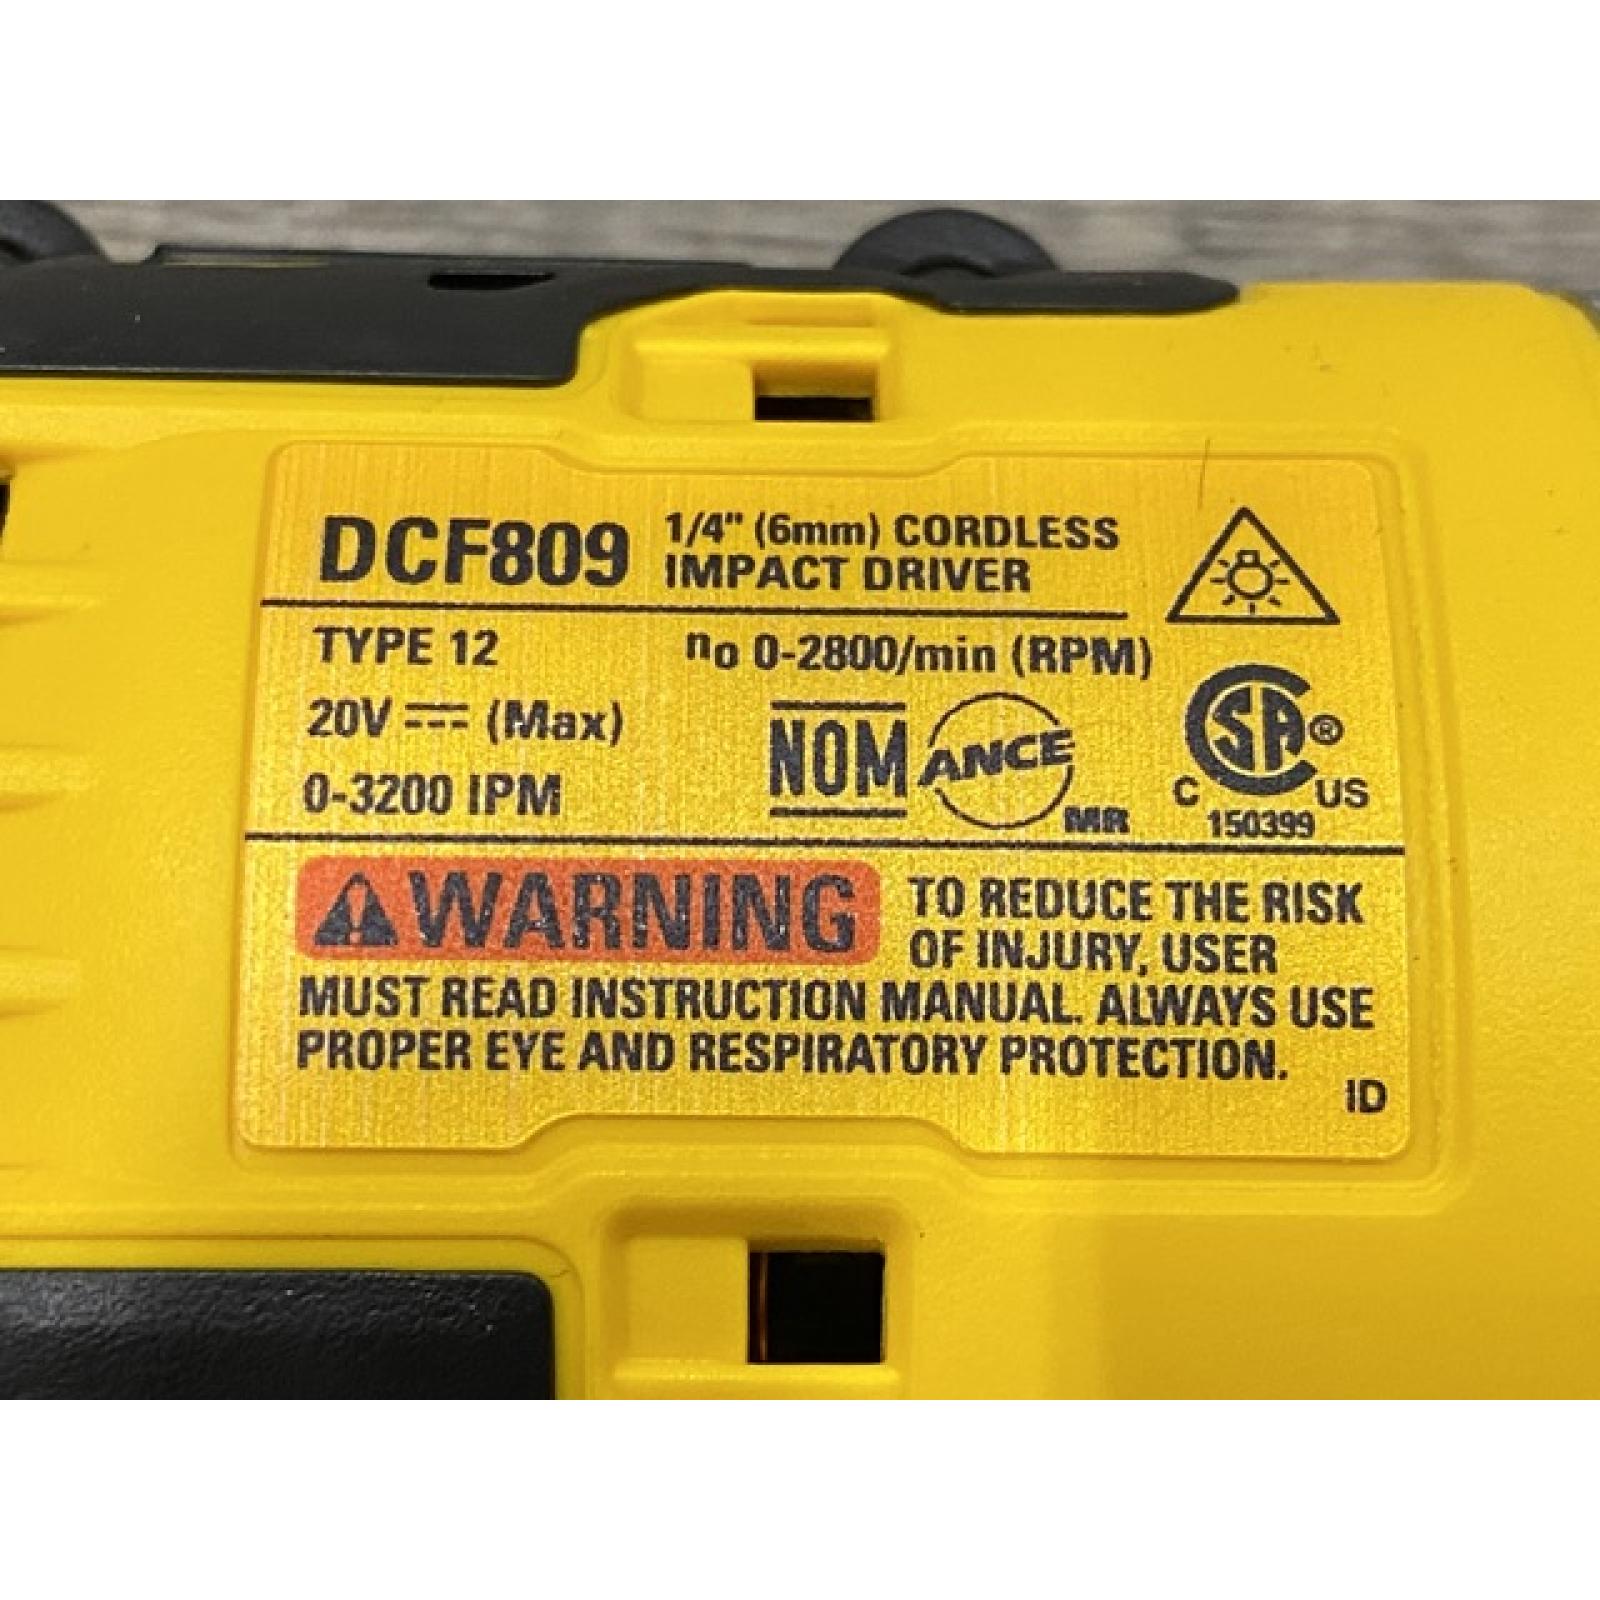 DCF809 1/4" (6mm) CORDLESS
IMPACT DRIVER
TYPE 12 no 0-2800/min (RPM)
20V ⎓ (Max)
0-3200 IPM
NOM ANCE MR
CSA ®
C US
150399
WARNING TO REDUCE THE RISK
OF INJURY, USER
MUST READ INSTRUCTION MANUAL. ALWAYS USE
PROPER EYE AND RESPIRATORY PROTECTION.
ID